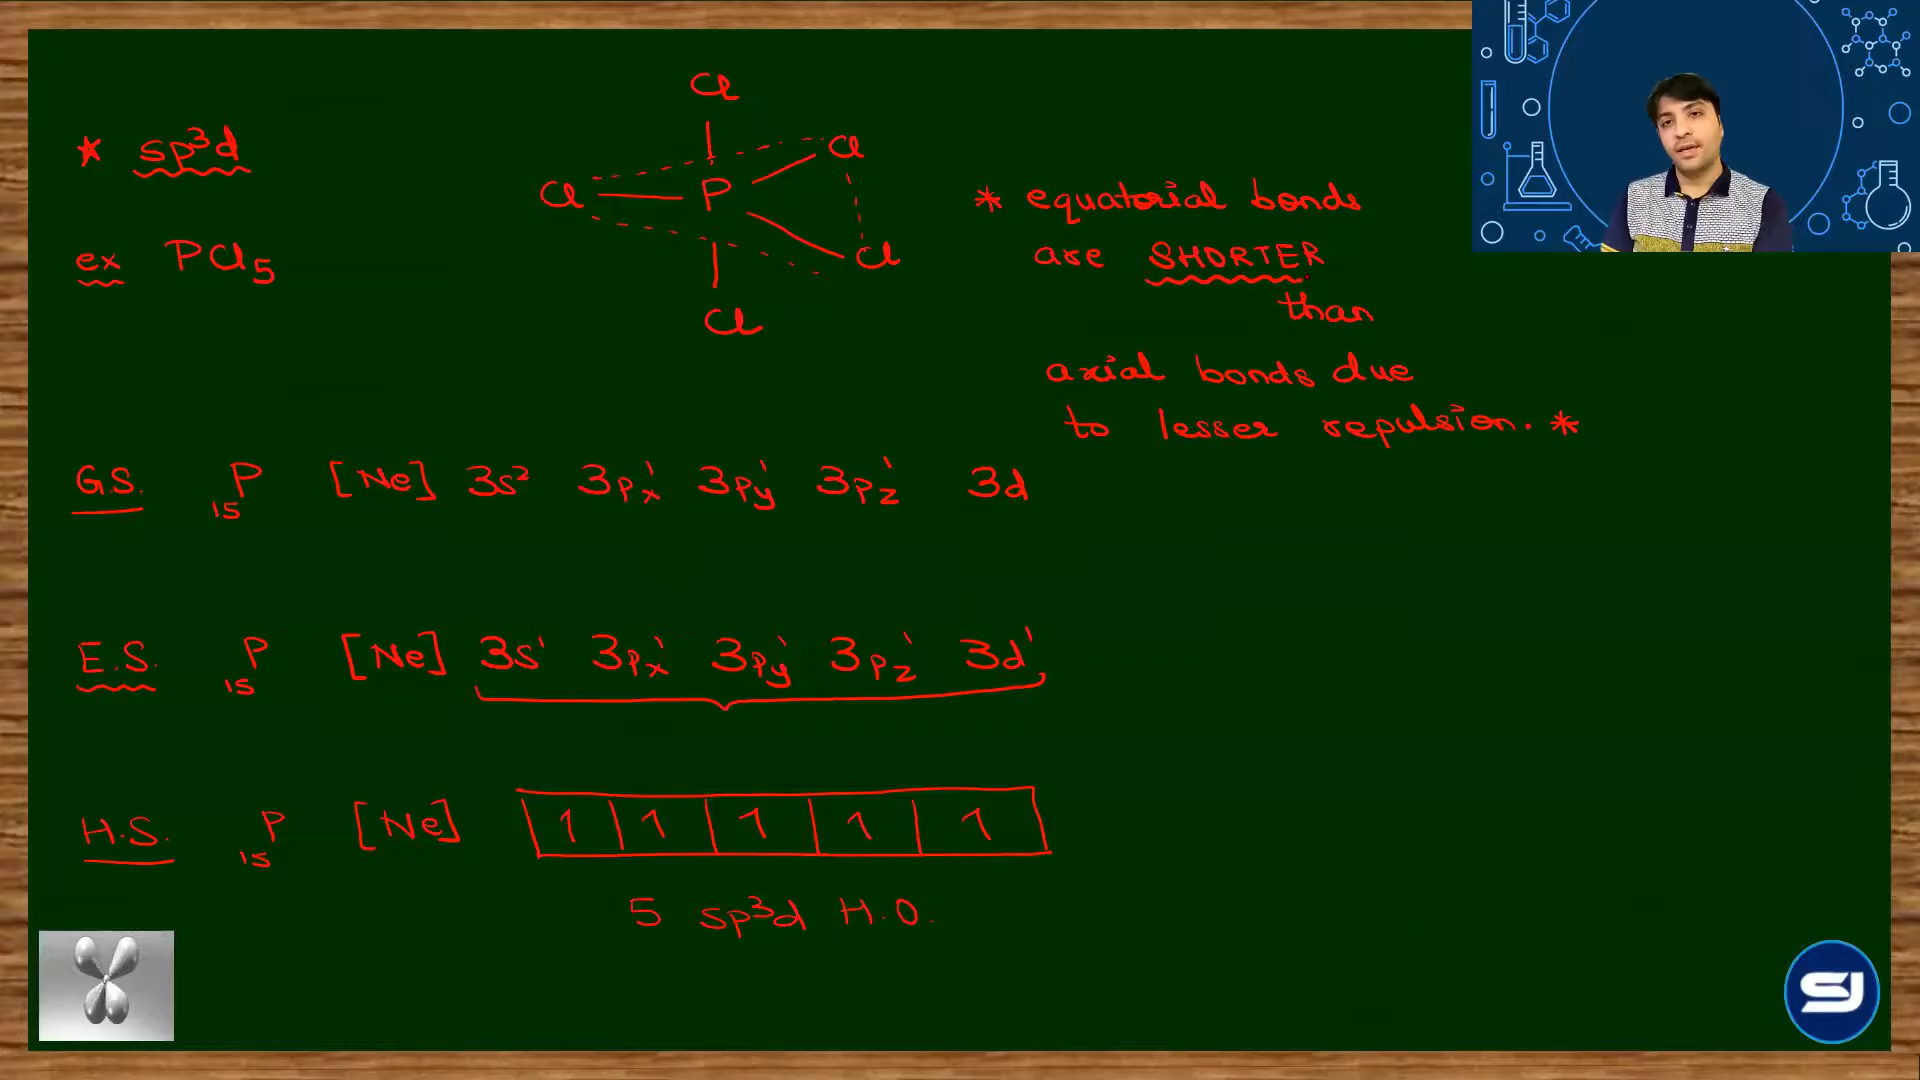 * sp³d
ex PCl₅
Cl
Cl P Cl
Cl
Cl
* equatorial bonds
are SHORTER
than
axial bonds due
to lesser repulsion. *
G.S. ₁₅P [Ne] 3s² 3pₓ¹ 3py¹ 3pz¹ 3d
E.S. ₁₅P [Ne] 3s¹ 3pₓ¹ 3py¹ 3pz¹ 3d¹
H.S. ₁₅P [Ne] 1 1 1 1 1
5 sp³d H.O.
SJ